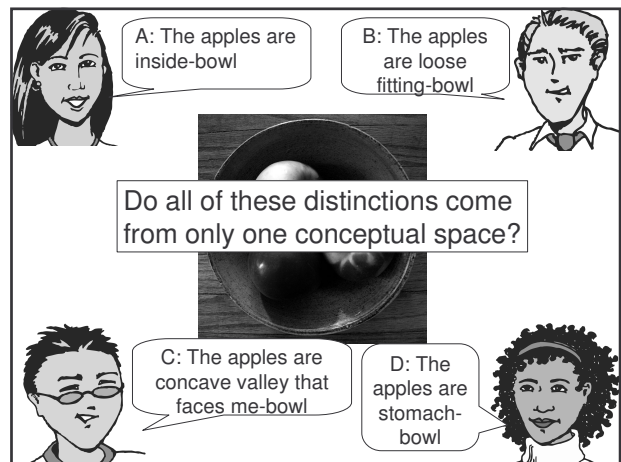 A: The apples are
inside-bowl
B: The apples
are loose
fitting-bowl
Do all of these distinctions come
from only one conceptual space?
C: The apples are
concave valley that
faces me-bowl
D: The
apples are
stomach-
bowl